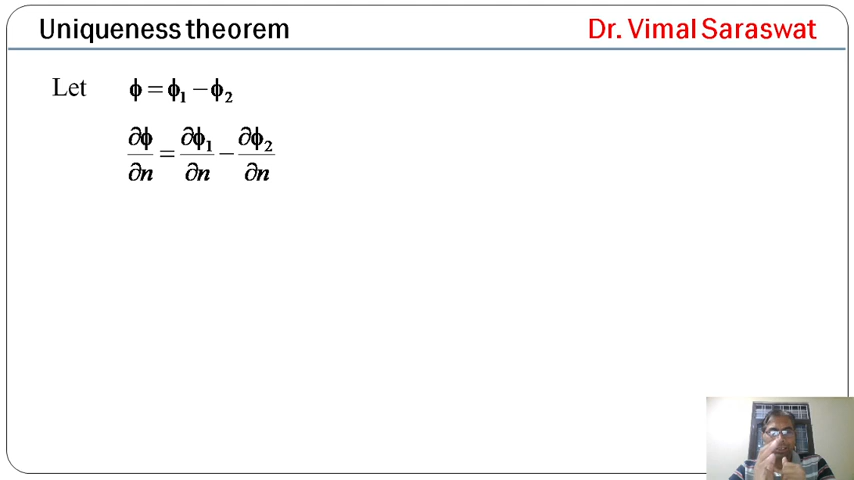 Uniqueness theorem Dr. Vimal Saraswat
Let ϕ = ϕ₁ − ϕ₂
∂ϕ/∂n = ∂ϕ₁/∂n − ∂ϕ₂/∂n